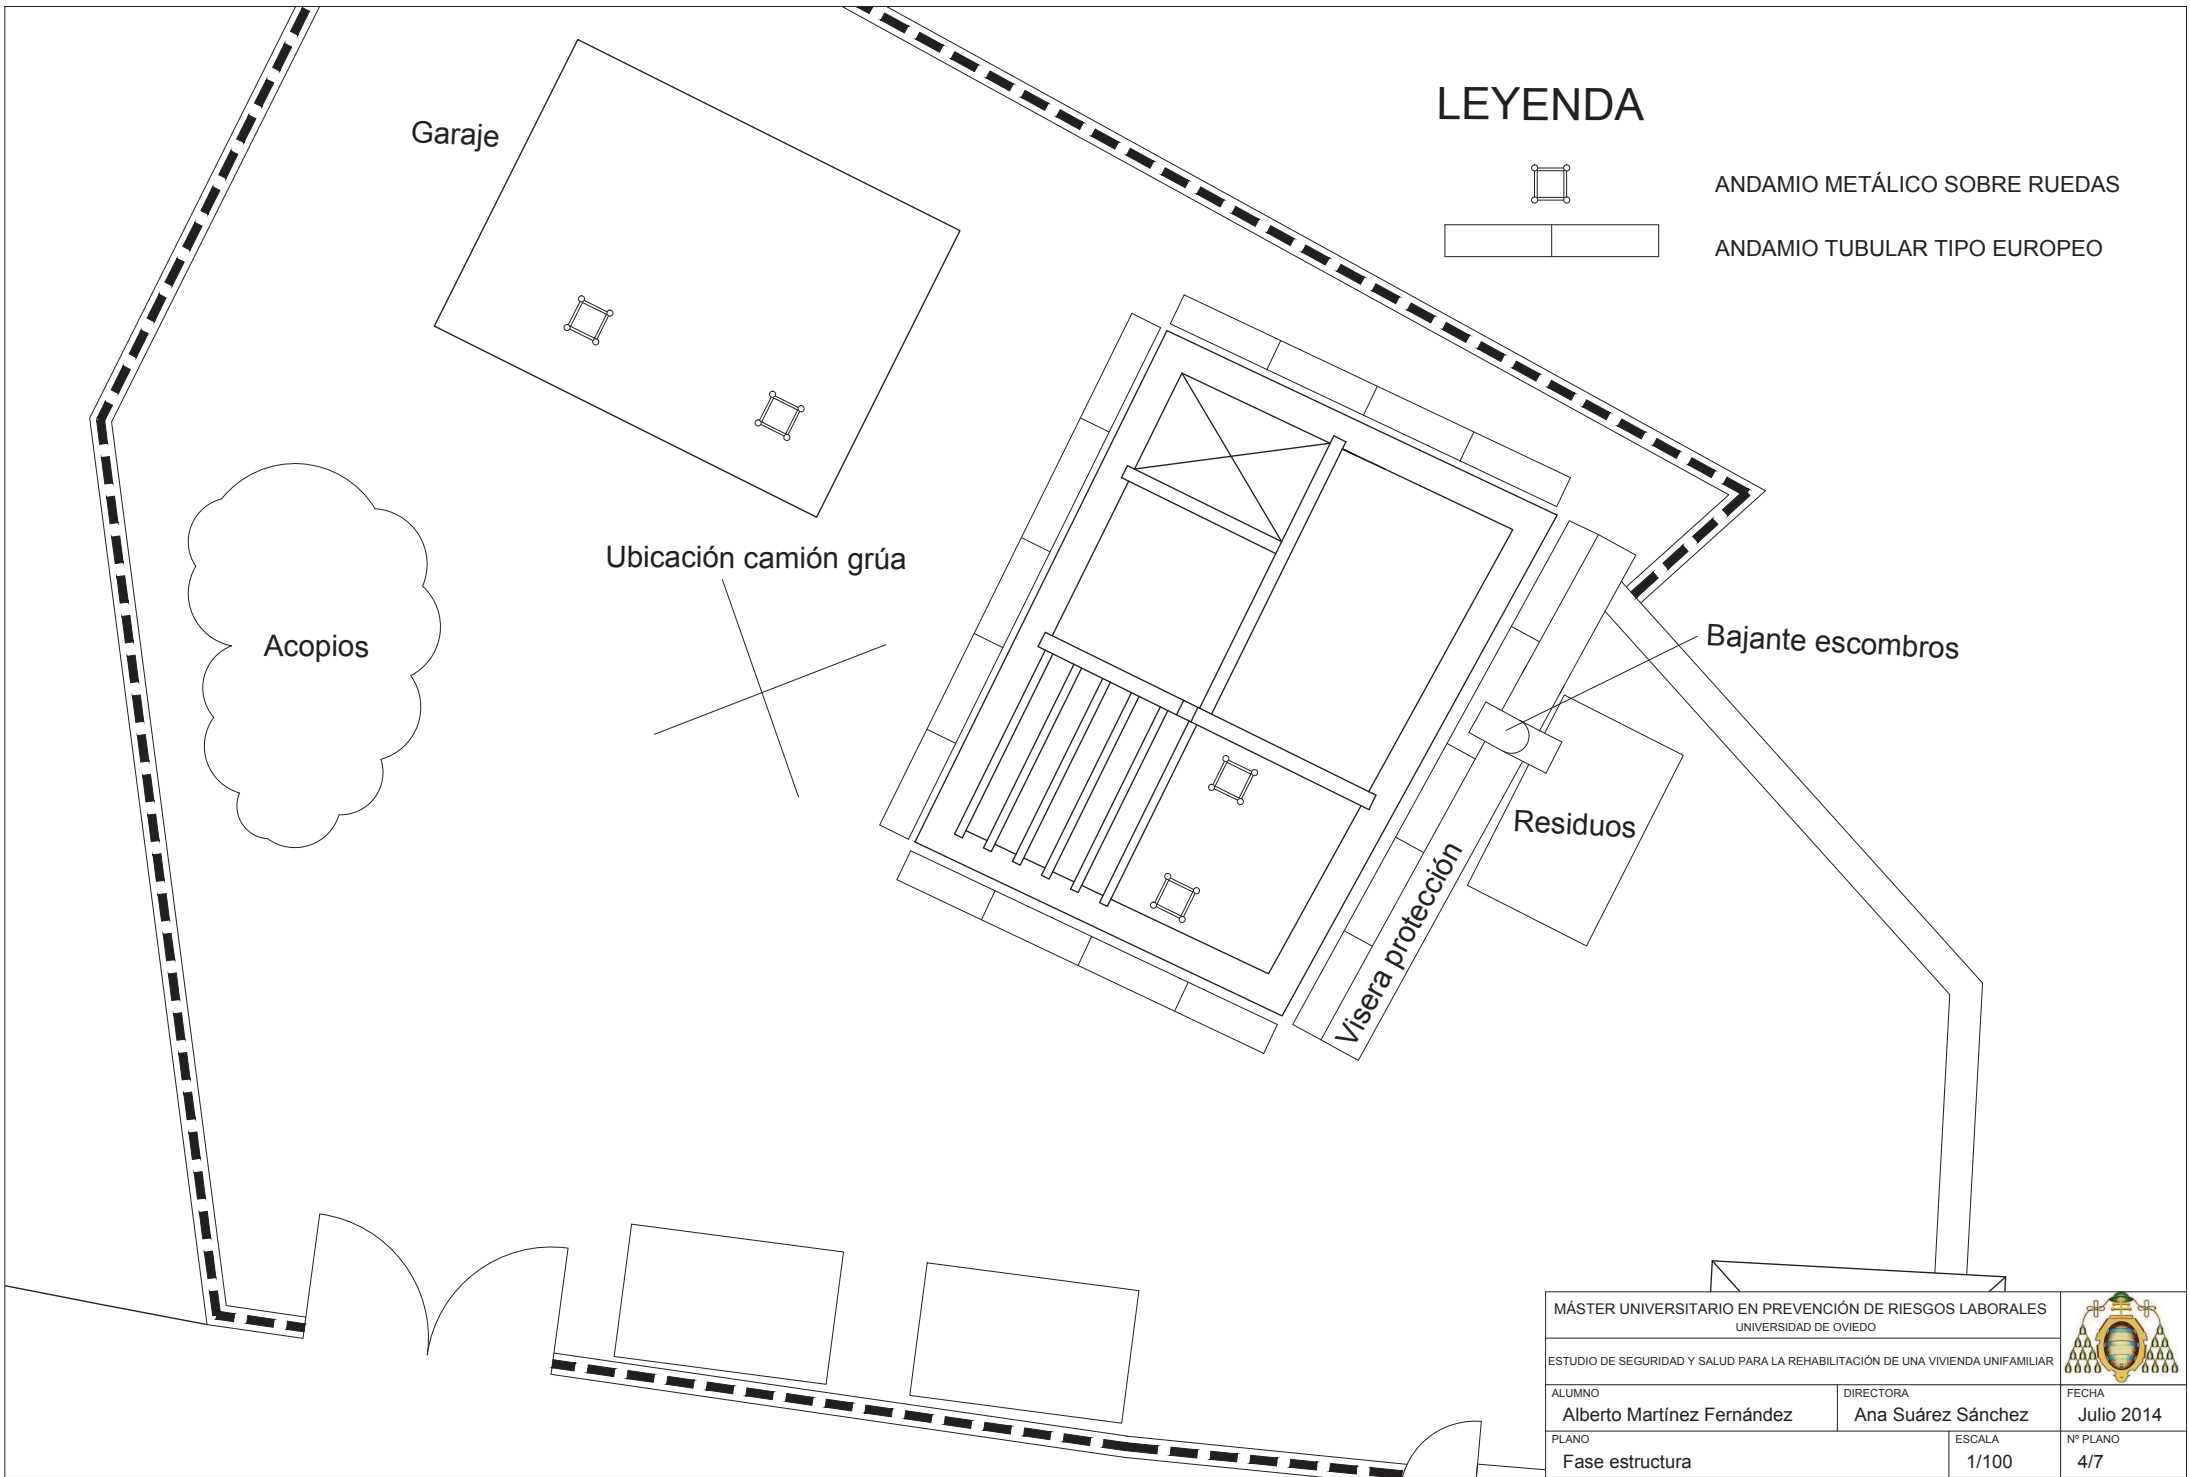 LEYENDA
Garaje
ANDAMIO METÁLICO SOBRE RUEDAS
ANDAMIO TUBULAR TIPO EUROPEO
Ubicación camión grúa
Acopios
Bajante escombros
Residuos
Visera protección
MÁSTER UNIVERSITARIO EN PREVENCIÓN DE RIESGOS LABORALES
UNIVERSIDAD DE OVIEDO
ESTUDIO DE SEGURIDAD Y SALUD PARA LA REHABILITACIÓN DE UNA VIVIENDA UNIFAMILIAR
ALUMNO
Alberto Martínez Fernández
DIRECTORA
Ana Suárez Sánchez
FECHA
Julio 2014
PLANO
Fase estructura
ESCALA
1/100
Nº PLANO
4/7